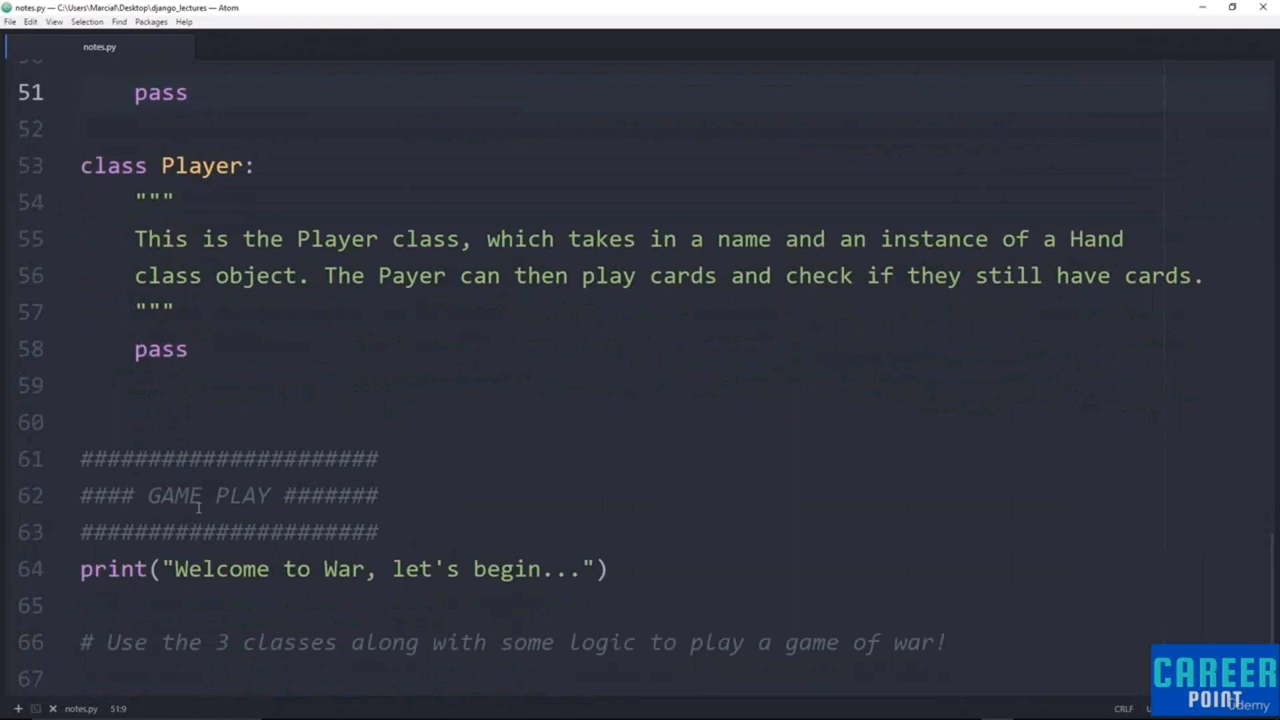 notes.py — C:\Users\Marcial\Desktop\django_lectures — Atom
File Edit View Selection Find Packages Help
notes.py
51 pass
52
53 class Player:
54 """
55 This is the Player class, which takes in a name and an instance of a Hand
56 class object. The Payer can then play cards and check if they still have cards.
57 """
58 pass
59
60
61 ######################
62 #### GAME PLAY #######
63 ######################
64 print("Welcome to War, let's begin...")
65
66 # Use the 3 classes along with some logic to play a game of war!
67
CAREER
POINT
notes.py 51:9 CRLF